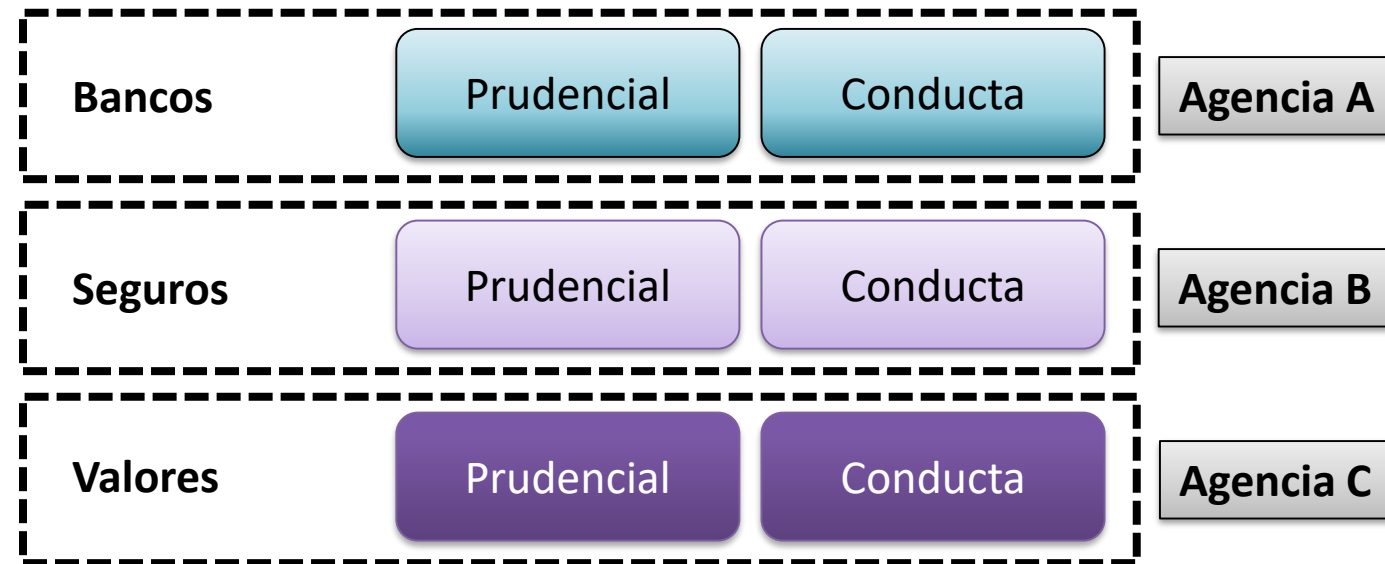 Bancos Prudencial Conducta Agencia A
Seguros Prudencial Conducta Agencia B
Valores Prudencial Conducta Agencia C